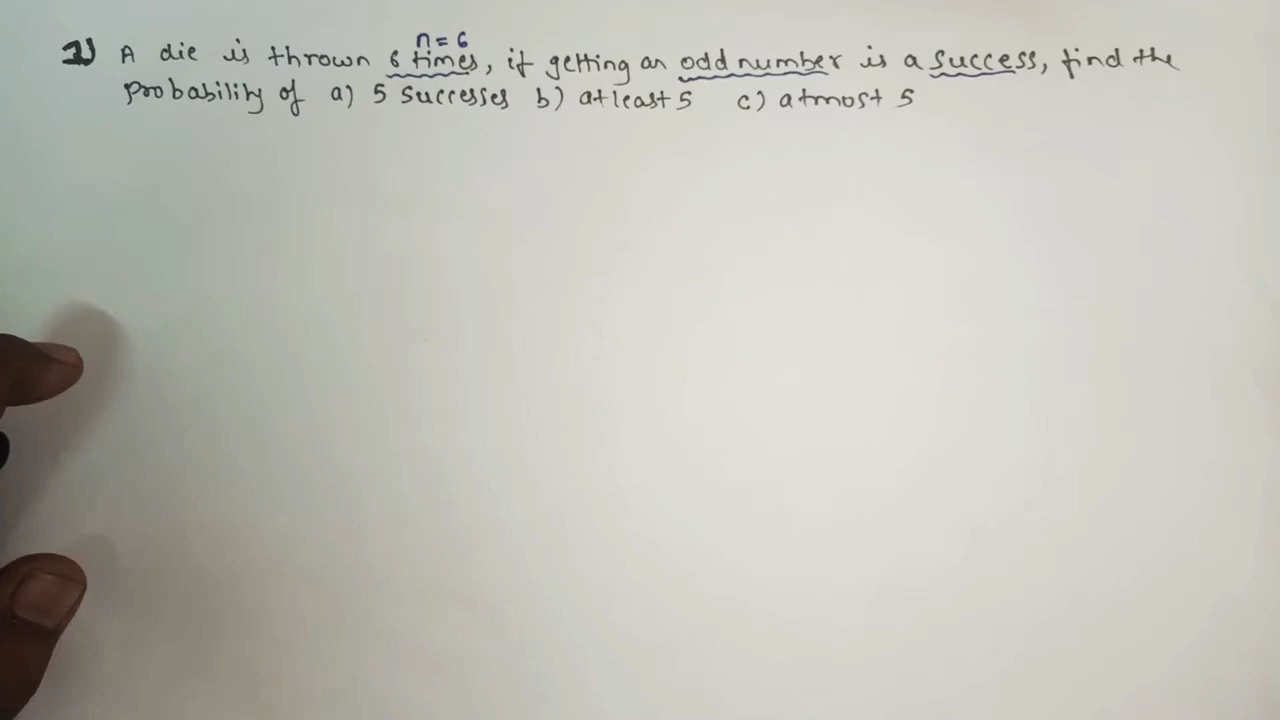 n = 6
2) A die is thrown 6 times, if getting an odd number is a success, find the
probability of a) 5 successes b) atleast 5 c) atmost 5